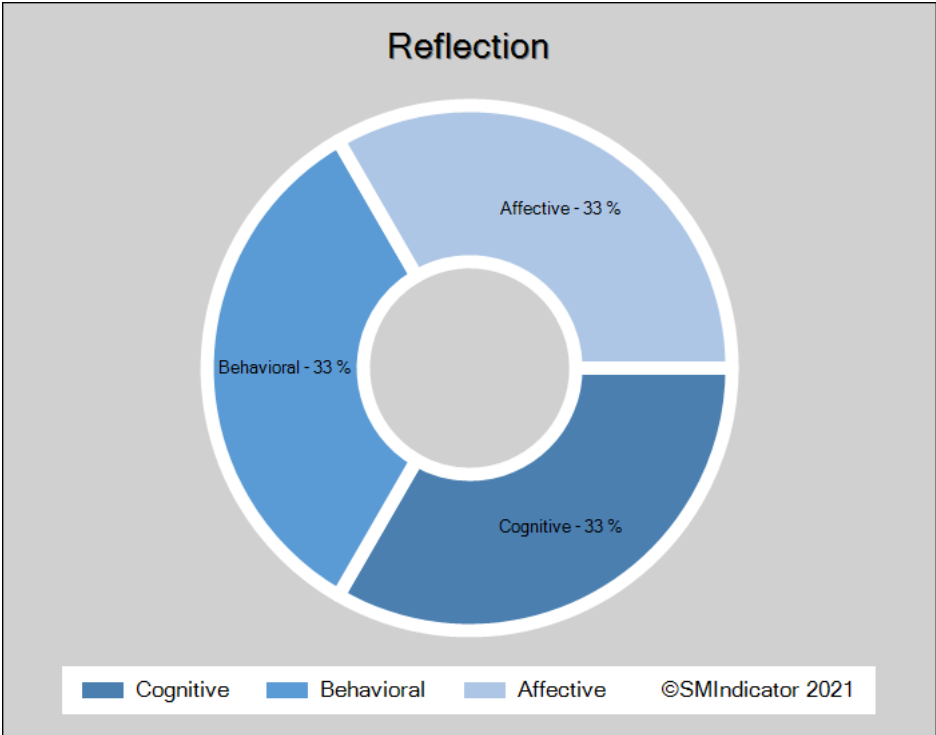 Reflection
Affective - 33 %
Behavioral - 33 %
Cognitive - 33 %
Cognitive Behavioral Affective ©SMIndicator 2021